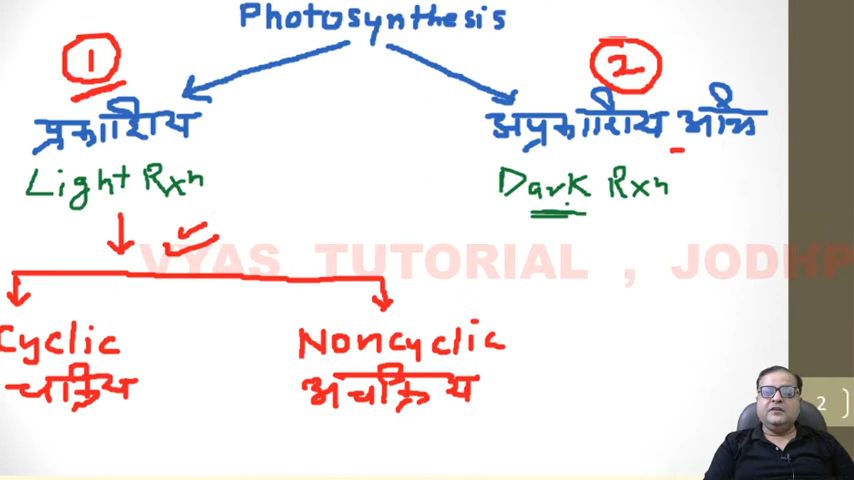 Photosynthesis
1
2
प्रकाशिय
अप्रकाशिय अभि
Light Rxn
Dark Rxn
VYAS TUTORIAL , JODHP
Cyclic
Noncyclic
चक्रिय
अचक्रिय
2